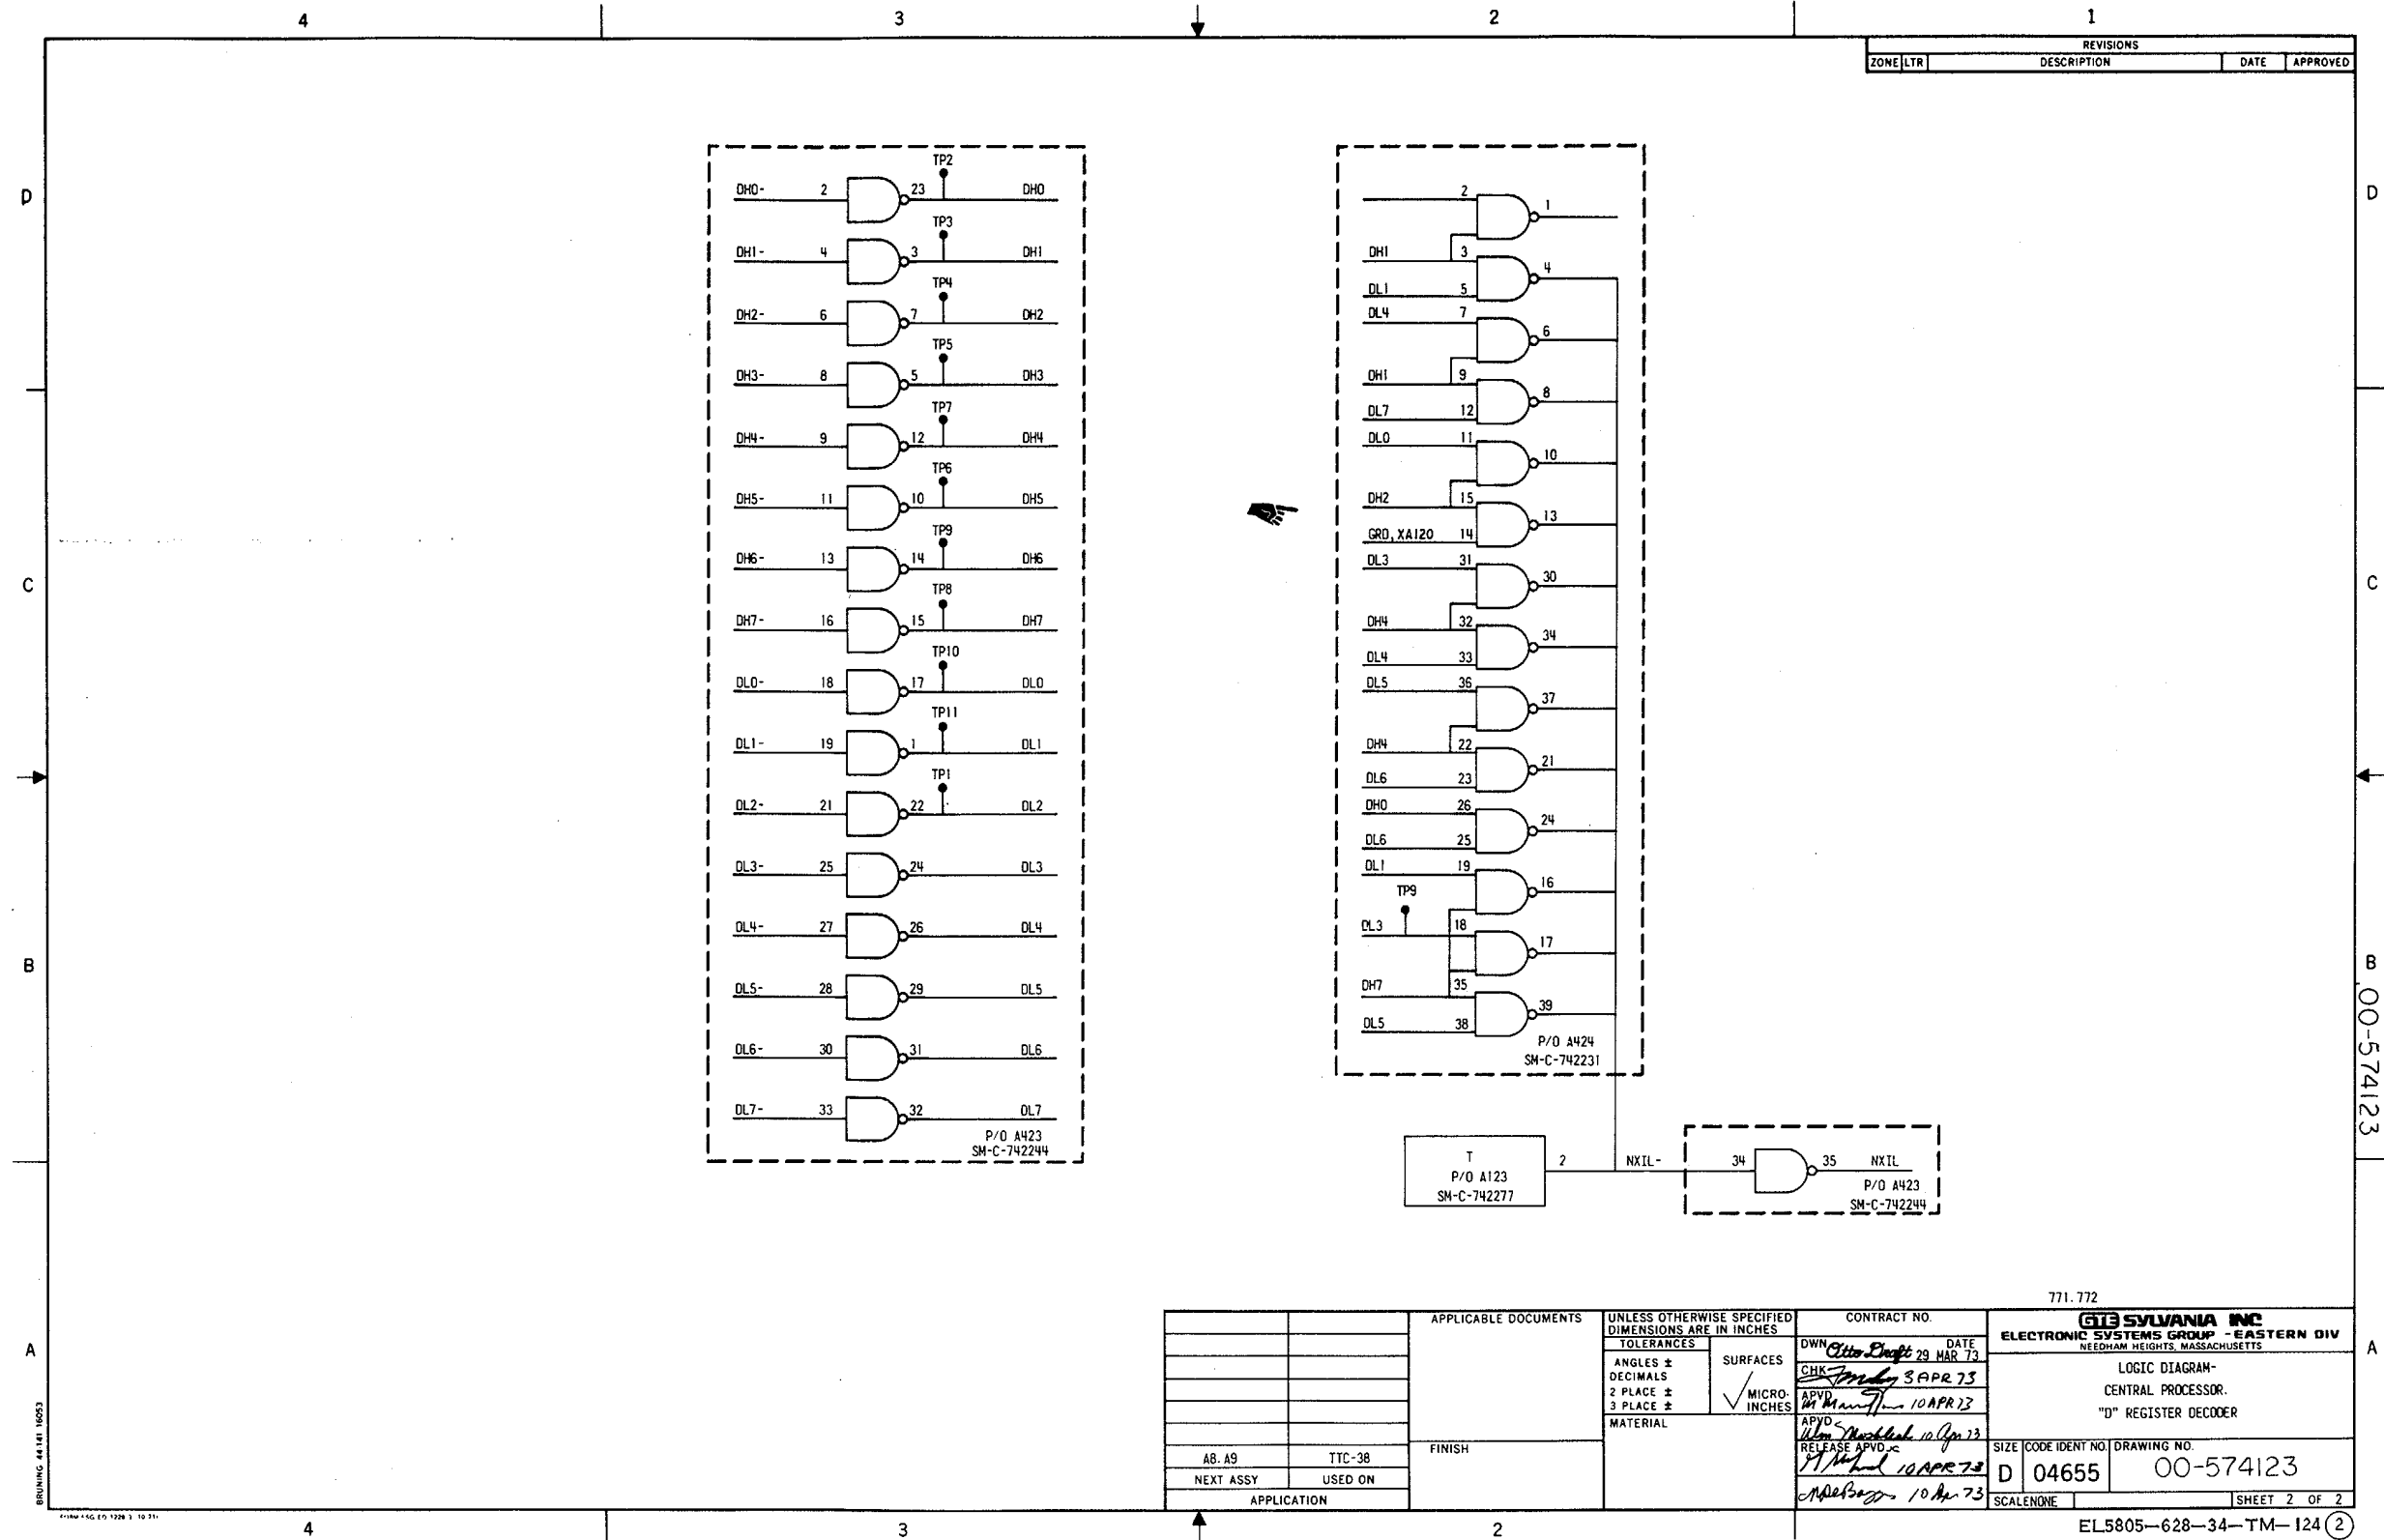 4 3 2 1
REVISIONS
ZONE LTR DESCRIPTION DATE APPROVED
D D
TP2
DH0- 2 23 DH0
TP3
DH1- 4 3 DH1
TP4
DH2- 6 7 DH2
TP5
DH3- 8 5 DH3
TP7
DH4- 9 12 DH4
TP6
DH5- 11 10 DH5
TP9
DH6- 13 14 DH6
TP8
DH7- 16 15 DH7
TP10
DL0- 18 17 DL0
TP11
DL1- 19 1 DL1
TP1
DL2- 21 22 DL2
DL3- 25 24 DL3
DL4- 27 26 DL4
DL5- 28 29 DL5
DL6- 30 31 DL6
DL7- 33 32 DL7
P/O A423
SM-C-742244
2 1
DH1 3 4
DL1 5
DL4 7 6
DH1 9 8
DL7 12
DL0 11 10
DH2 15 13
GRD, XA120 14
DL3 31 30
DH4 32 34
DL4 33
DL5 36 37
DH4 22 21
DL6 23
DH0 26 24
DL6 25
DL1 19 16
TP9
DL3 18 17
DH7 35 39
DL5 38
P/O A424
SM-C-742231
C C
B B
00-574123
T
P/O A123
SM-C-742277
2 NXIL- 34 35 NXIL
P/O A423
SM-C-742244
771.772
A A
APPLICABLE DOCUMENTS
FINISH
A8. A9 TTC-38
NEXT ASSY USED ON
APPLICATION
UNLESS OTHERWISE SPECIFIED
DIMENSIONS ARE IN INCHES
TOLERANCES
ANGLES ±
DECIMALS
2 PLACE ±
3 PLACE ±
SURFACES
MICRO-
INCHES
MATERIAL
CONTRACT NO.
DWN DATE
29 MAR 73
CHK 3 APR 73
APVD 10 APR 73
APVD 10 Apr 73
RELEASE APVD
10 APR 73
10 Apr 73
GTE SYLVANIA INC
ELECTRONIC SYSTEMS GROUP - EASTERN DIV
NEEDHAM HEIGHTS, MASSACHUSETTS
LOGIC DIAGRAM-
CENTRAL PROCESSOR.
"D" REGISTER DECODER
SIZE CODE IDENT NO. DRAWING NO.
D 04655 00-574123
SCALE NONE SHEET 2 OF 2
BRUNING 44-141 16053
4 3 2
EL5805-628-34-TM-124 2